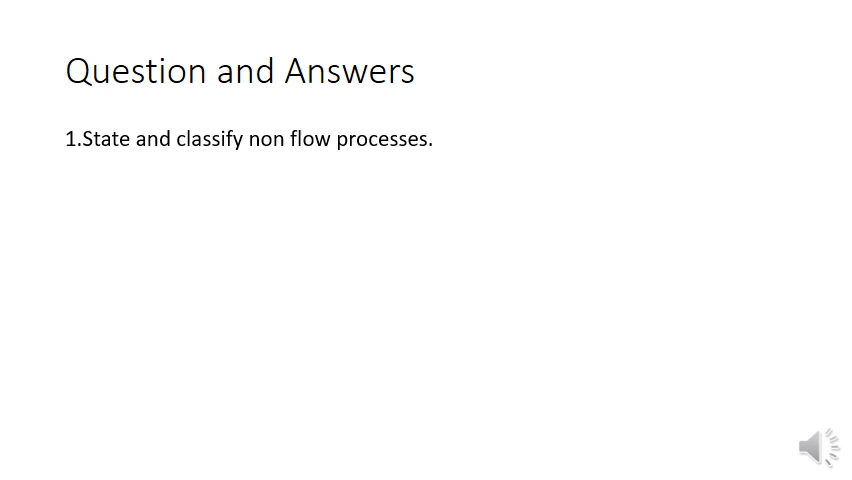 Question and Answers
1.State and classify non flow processes.